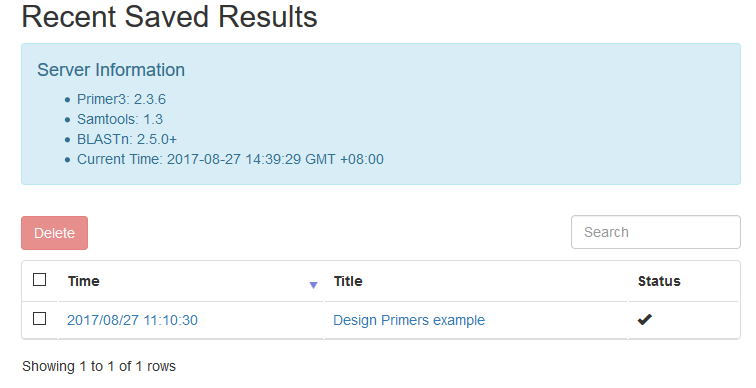 Recent Saved Results
Server Information
Primer3: 2.3.6
Samtools: 1.3
BLASTn: 2.5.0+
Current Time: 2017-08-27 14:39:29 GMT +08:00
Delete
Search
Time Title Status
2017/08/27 11:10:30 Design Primers example
Showing 1 to 1 of 1 rows